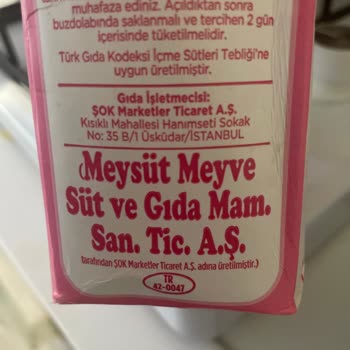 muhafaza ediniz. Açıldıktan sonra
buzdolabında saklanmalı ve tercihen 2 gün
içerisinde tüketilmelidir.
Türk Gıda Kodeksi İçme Sütleri Tebliği'ne
uygun üretilmiştir.
Gıda İşletmecisi:
ŞOK Marketler Ticaret A.Ş.
Kısıklı Mahallesi Hanımseti Sokak
No: 35 B/1 Üsküdar/İSTANBUL
(Meysüt Meyve
Süt ve Gıda Mam.
San. Tic. A.Ş.
tarafından ŞOK Marketler Ticaret A.Ş. adına üretilmiştir.)
TR
42-0047